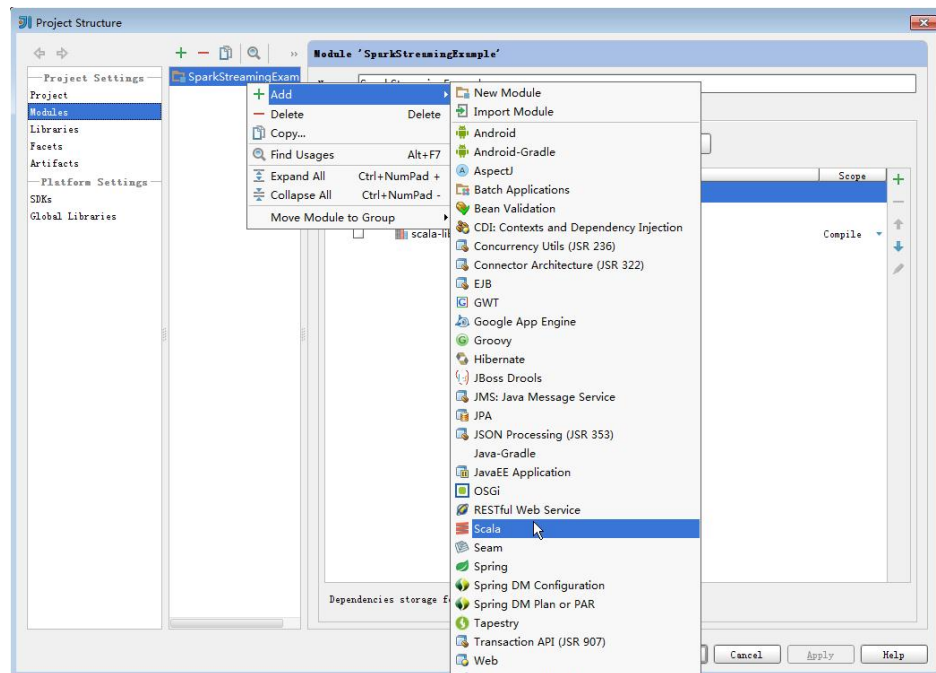 Project Structure
Module 'SparkStreamingExample'
Project Settings
Project
Modules
Libraries
Facets
Artifacts
Platform Settings
SDKs
Global Libraries
SparkStreamingExam
Add
Delete Delete
Copy...
Find Usages Alt+F7
Expand All Ctrl+NumPad +
Collapse All Ctrl+NumPad -
Move Module to Group
New Module
Import Module
Android
Android-Gradle
AspectJ
Batch Applications
Bean Validation
CDI: Contexts and Dependency Injection
Concurrency Utils (JSR 236)
Connector Architecture (JSR 322)
EJB
GWT
Google App Engine
Groovy
Hibernate
JBoss Drools
JMS: Java Message Service
JPA
JSON Processing (JSR 353)
Java-Gradle
JavaEE Application
OSGi
RESTful Web Service
Scala
Seam
Spring
Spring DM Configuration
Spring DM Plan or PAR
Tapestry
Transaction API (JSR 907)
Web
Scope
scala-lib
Compile
Dependencies storage f
Cancel
Apply
Help